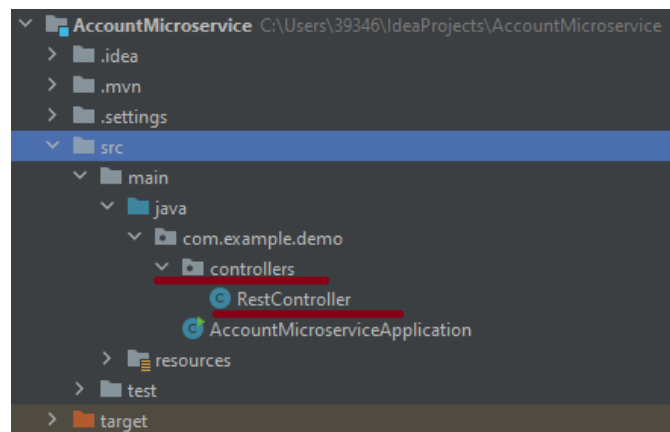 AccountMicroservice C:\Users\39346\IdeaProjects\AccountMicroservice
.idea
.mvn
.settings
src
main
java
com.example.demo
controllers
RestController
AccountMicroserviceApplication
resources
test
target